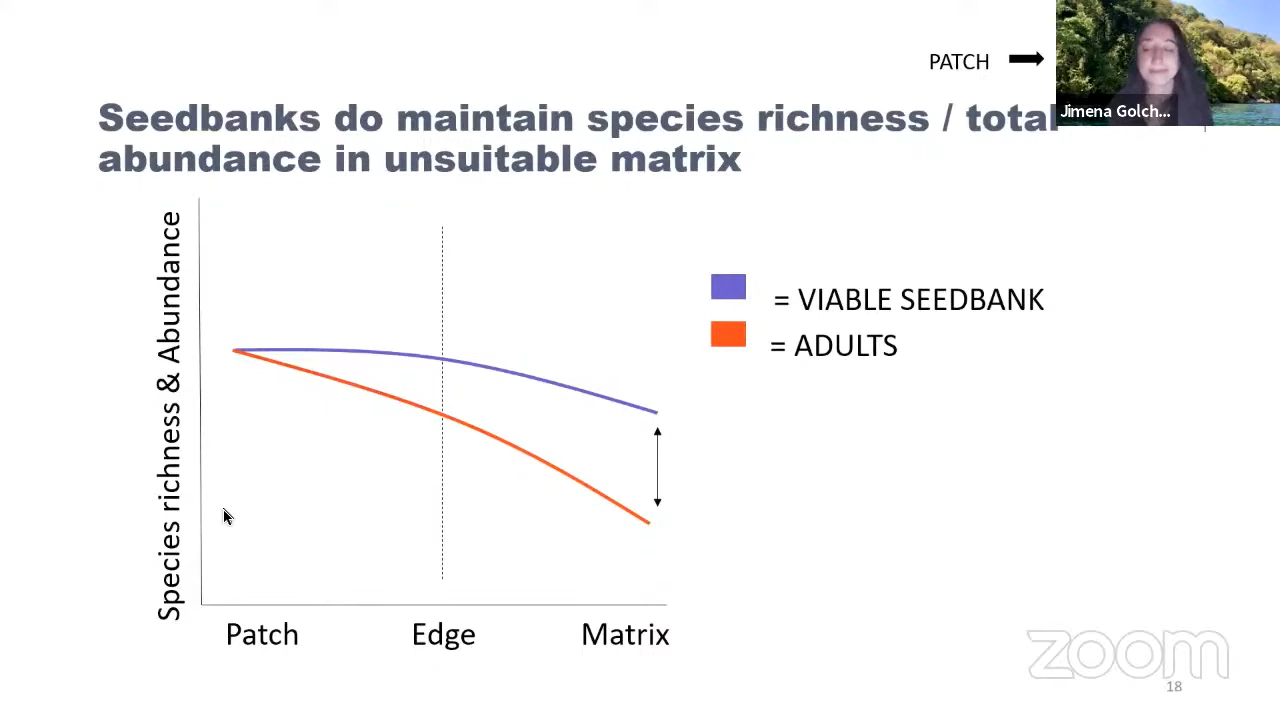 PATCH
Jimena Golch...
Seedbanks do maintain species richness / total
abundance in unsuitable matrix
Species richness & Abundance
= VIABLE SEEDBANK
= ADULTS
Patch Edge Matrix
zoom
18